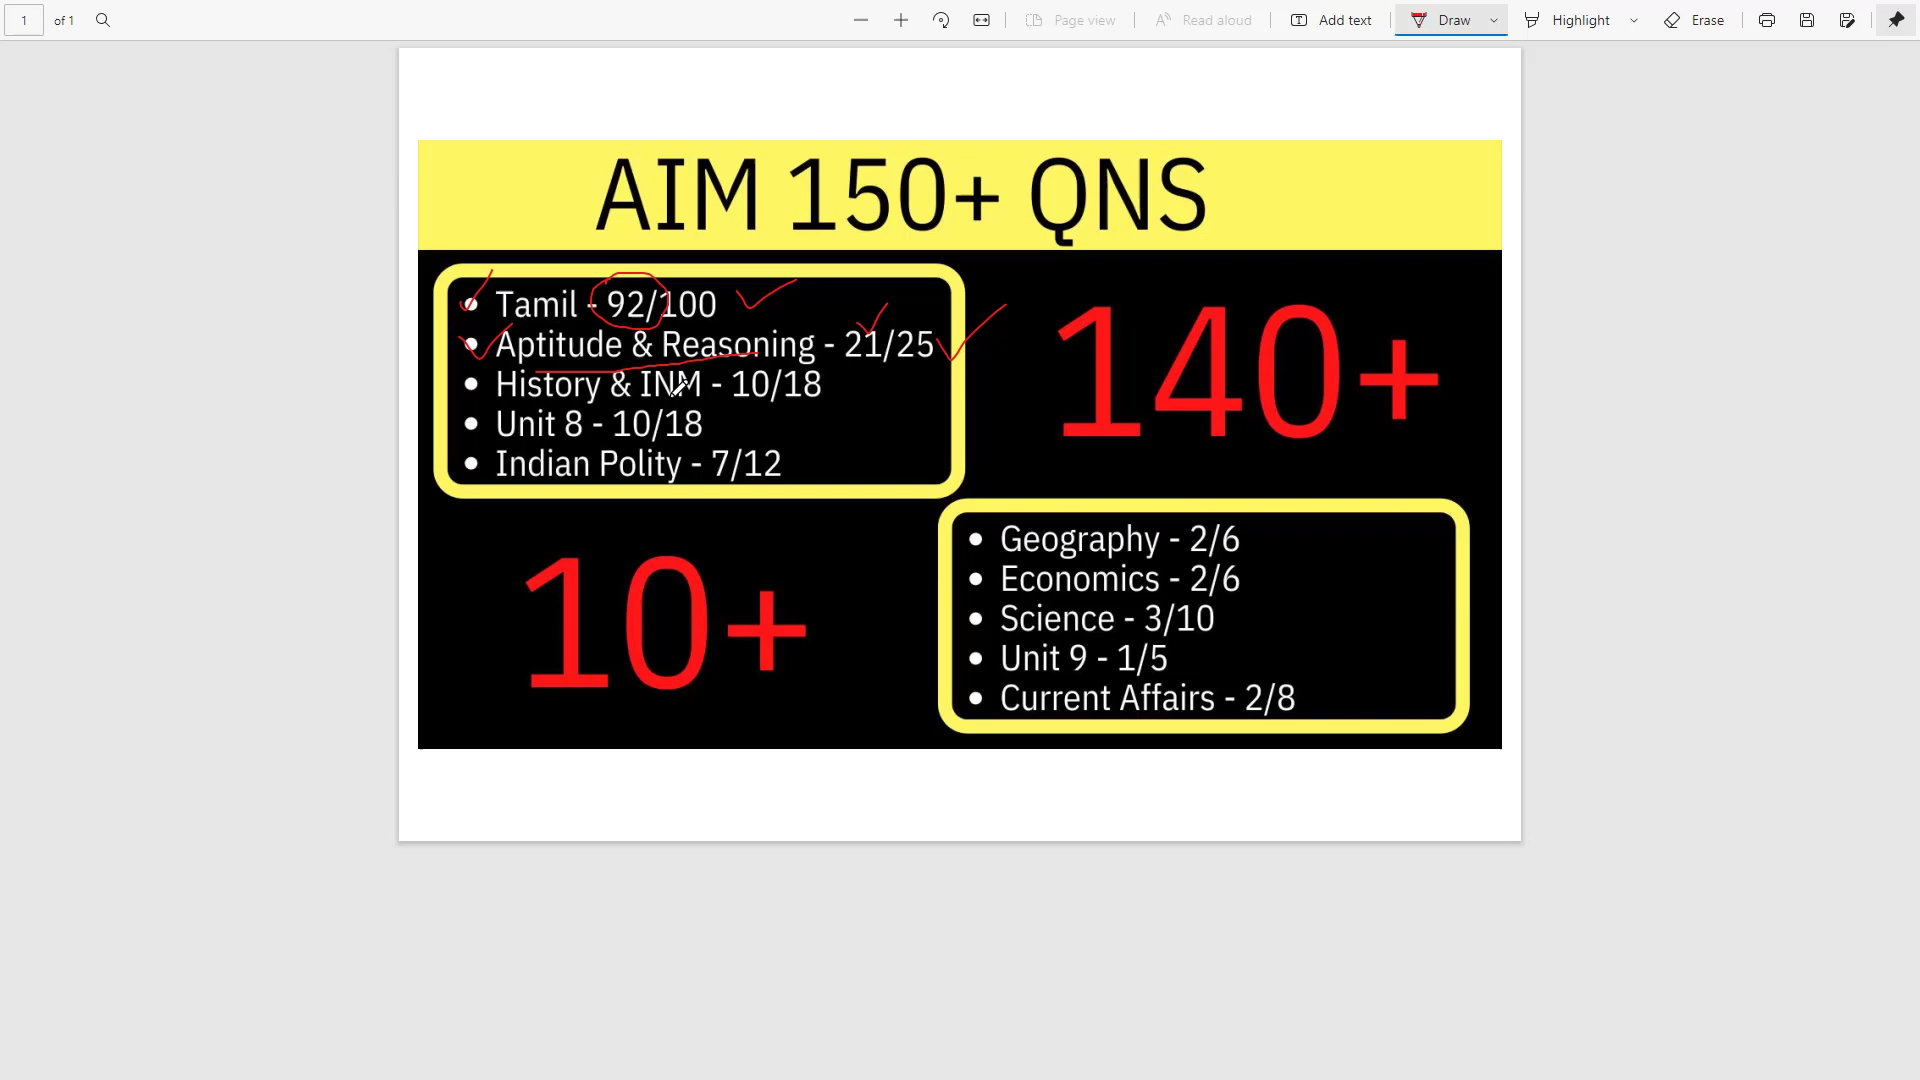 1 of 1 Page view Read aloud Add text Draw Highlight Erase
AIM 150+ QNS
• Tamil - 92/100
• Aptitude & Reasoning - 21/25
• History & INM - 10/18
• Unit 8 - 10/18
• Indian Polity - 7/12
140+
10+
• Geography - 2/6
• Economics - 2/6
• Science - 3/10
• Unit 9 - 1/5
• Current Affairs - 2/8